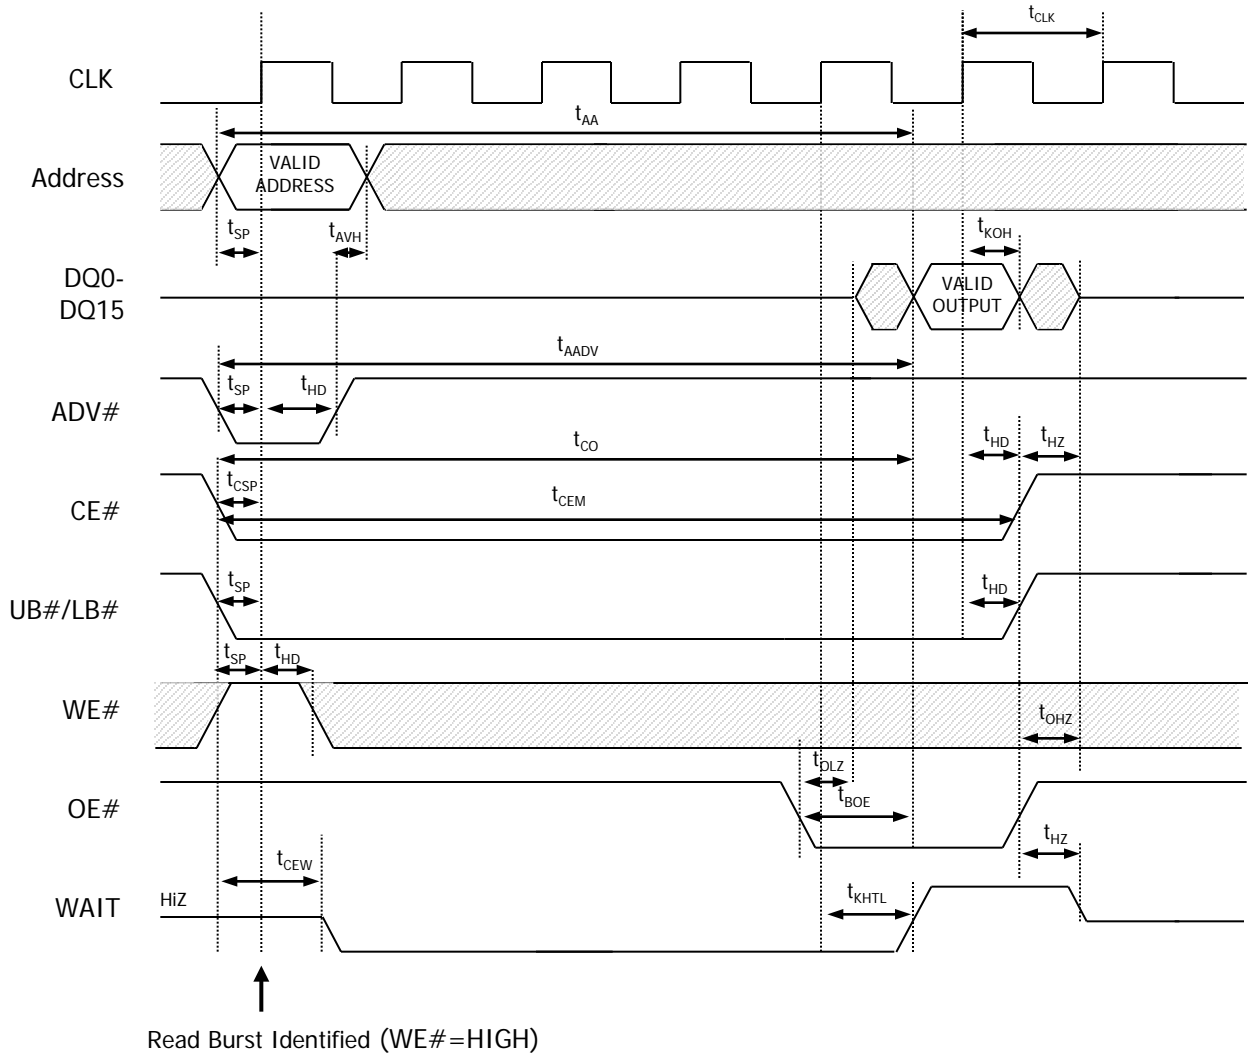 tCLK
CLK
tAA
VALID
ADDRESS
Address
tSP
tAVH
tKOH
DQ0-
DQ15
VALID
OUTPUT
tAADV
tSP
tHD
ADV#
tCO
tHD
tHZ
tCSP
tCEM
CE#
tSP
tHD
UB#/LB#
tSP
tHD
WE#
tOHZ
tOLZ
tBOE
OE#
tHZ
tCEW
HiZ
tKHTL
WAIT
Read Burst Identified (WE#=HIGH)